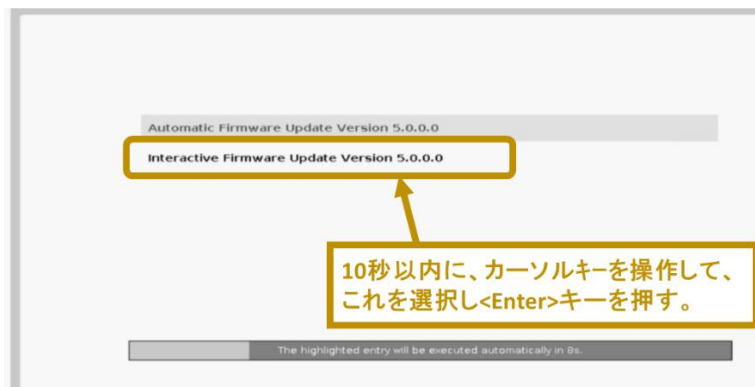 Automatic Firmware Update Version 5.0.0.0
Interactive Firmware Update Version 5.0.0.0
10秒以内に、カーソルキーを操作して、
これを選択し<Enter>キーを押す。
The highlighted entry will be executed automatically in 8s.